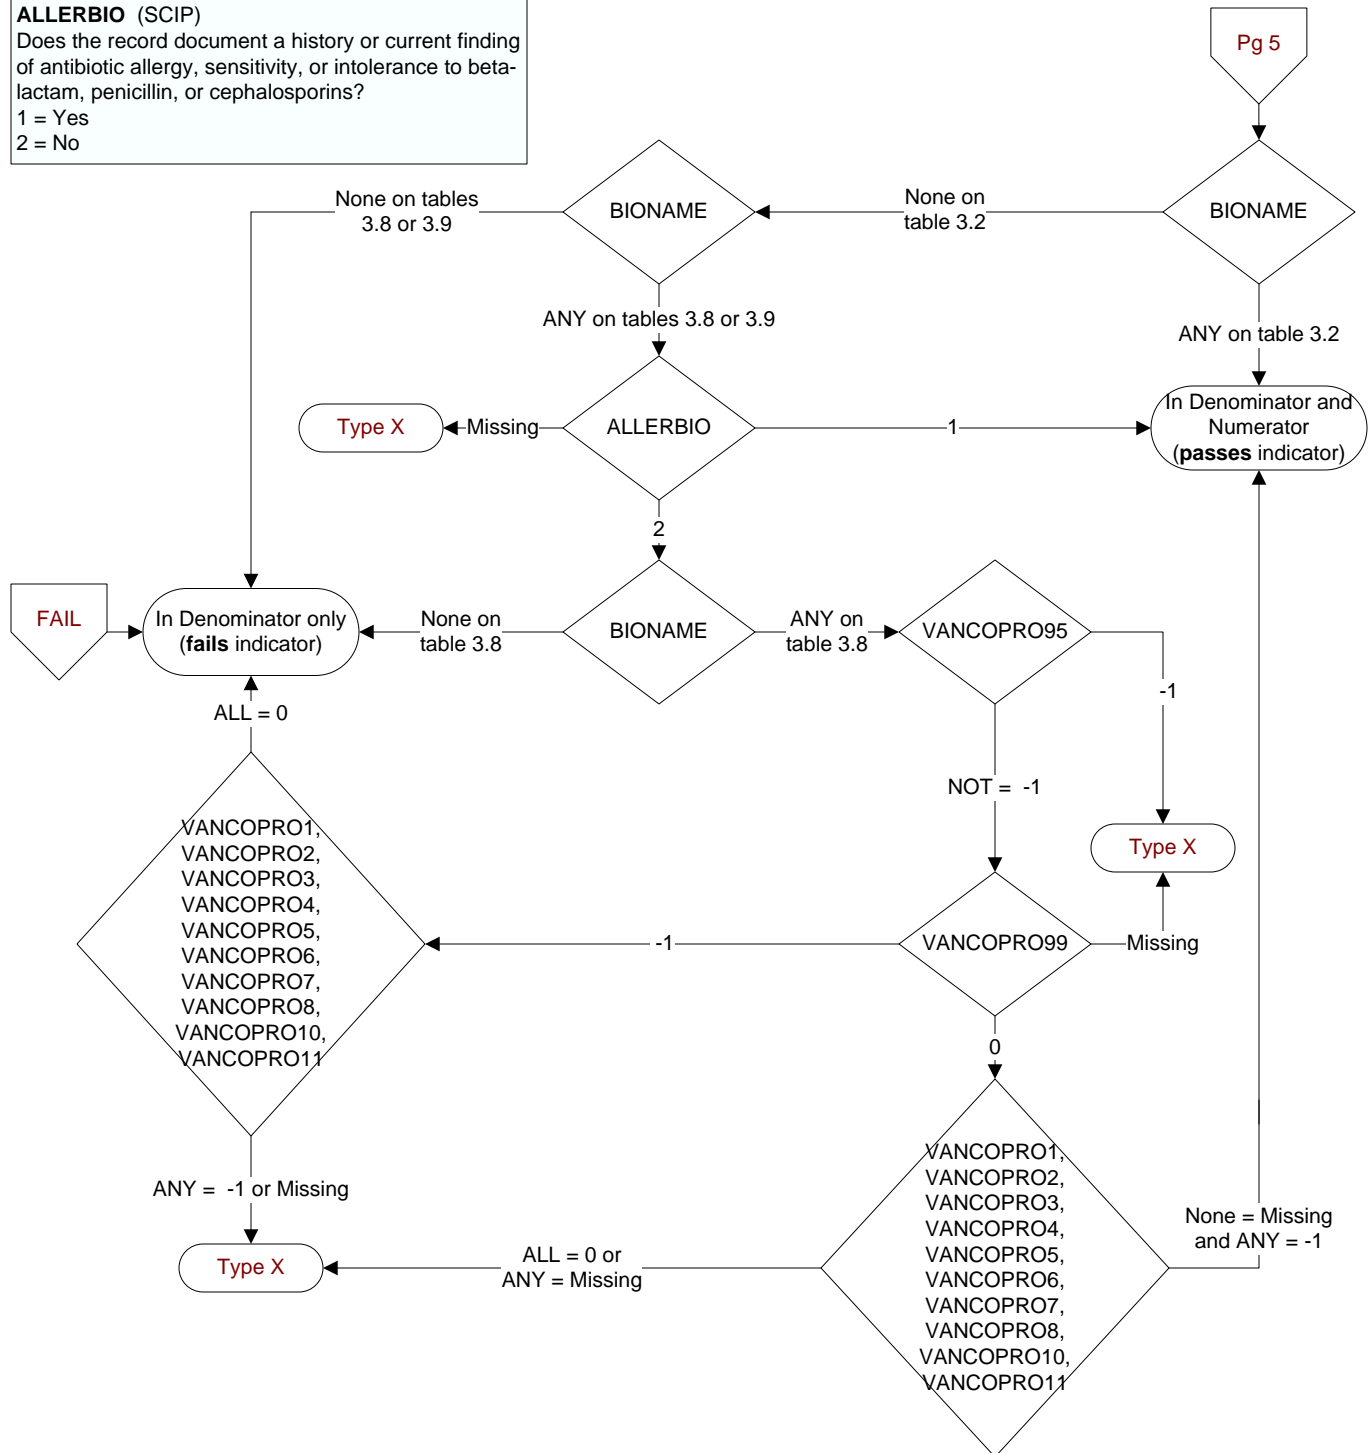 ALLERBIO (SCIP)
Does the record document a history or current finding
of antibiotic allergy, sensitivity, or intolerance to beta-
lactam, penicillin, or cephalosporins?
1 = Yes
2 = No
Pg 5
BIONAME
None on
table 3.2
BIONAME
None on tables
3.8 or 3.9
ANY on tables 3.8 or 3.9
ANY on table 3.2
In Denominator and
Numerator
(passes indicator)
Type X
Missing
ALLERBIO
1
2
FAIL
In Denominator only
(fails indicator)
None on
table 3.8
BIONAME
ANY on
table 3.8
VANCOPRO95
-1
ALL = 0
NOT = -1
Type X
VANCOPRO1,
VANCOPRO2,
VANCOPRO3,
VANCOPRO4,
VANCOPRO5,
VANCOPRO6,
VANCOPRO7,
VANCOPRO8,
VANCOPRO10,
VANCOPRO11
-1
VANCOPRO99
Missing
0
ANY = -1 or Missing
Type X
ALL = 0 or
ANY = Missing
VANCOPRO1,
VANCOPRO2,
VANCOPRO3,
VANCOPRO4,
VANCOPRO5,
VANCOPRO6,
VANCOPRO7,
VANCOPRO8,
VANCOPRO10,
VANCOPRO11
None = Missing
and ANY = -1